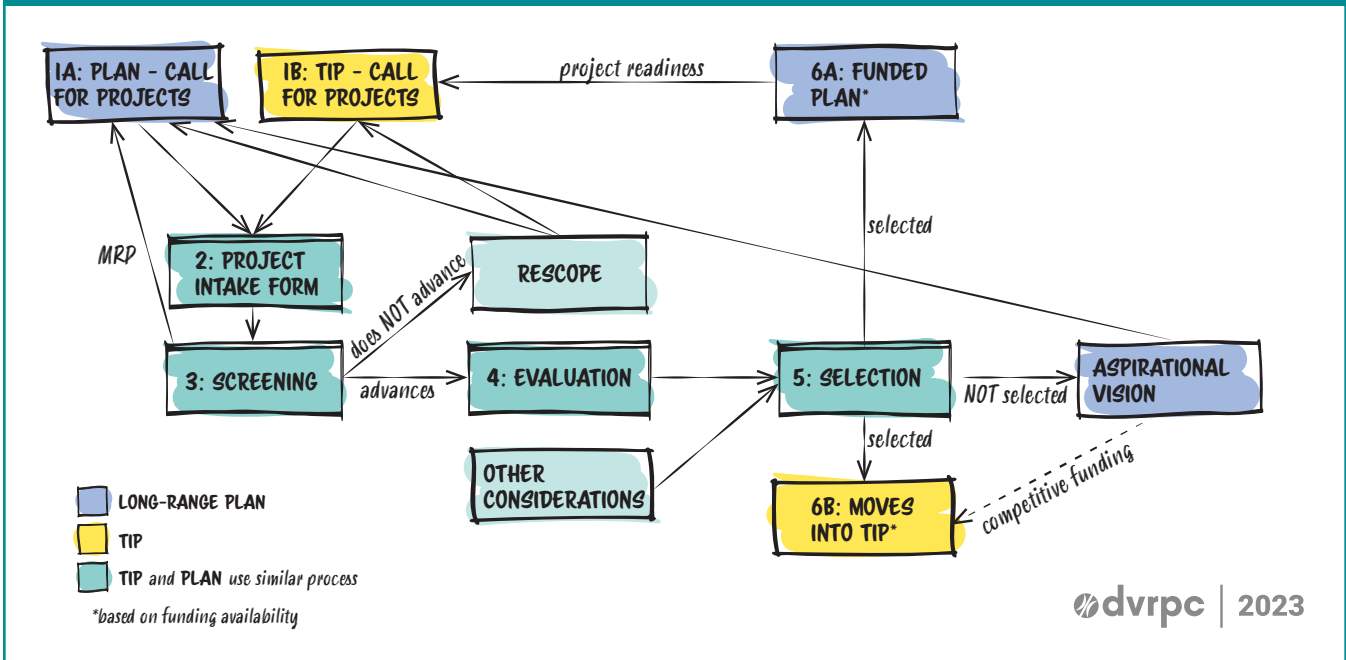 1A: PLAN - CALL
FOR PROJECTS
1B: TIP - CALL
FOR PROJECTS
project readiness
6A: FUNDED
PLAN*
MRP
2: PROJECT
INTAKE FORM
does NOT advance
RESCOPE
selected
3: SCREENING
advances
4: EVALUATION
5: SELECTION
NOT selected
ASPIRATIONAL
VISION
selected
OTHER
CONSIDERATIONS
6B: MOVES
INTO TIP*
competitive funding
LONG-RANGE PLAN
TIP
TIP and PLAN use similar process
*based on funding availability
dvrpc | 2023